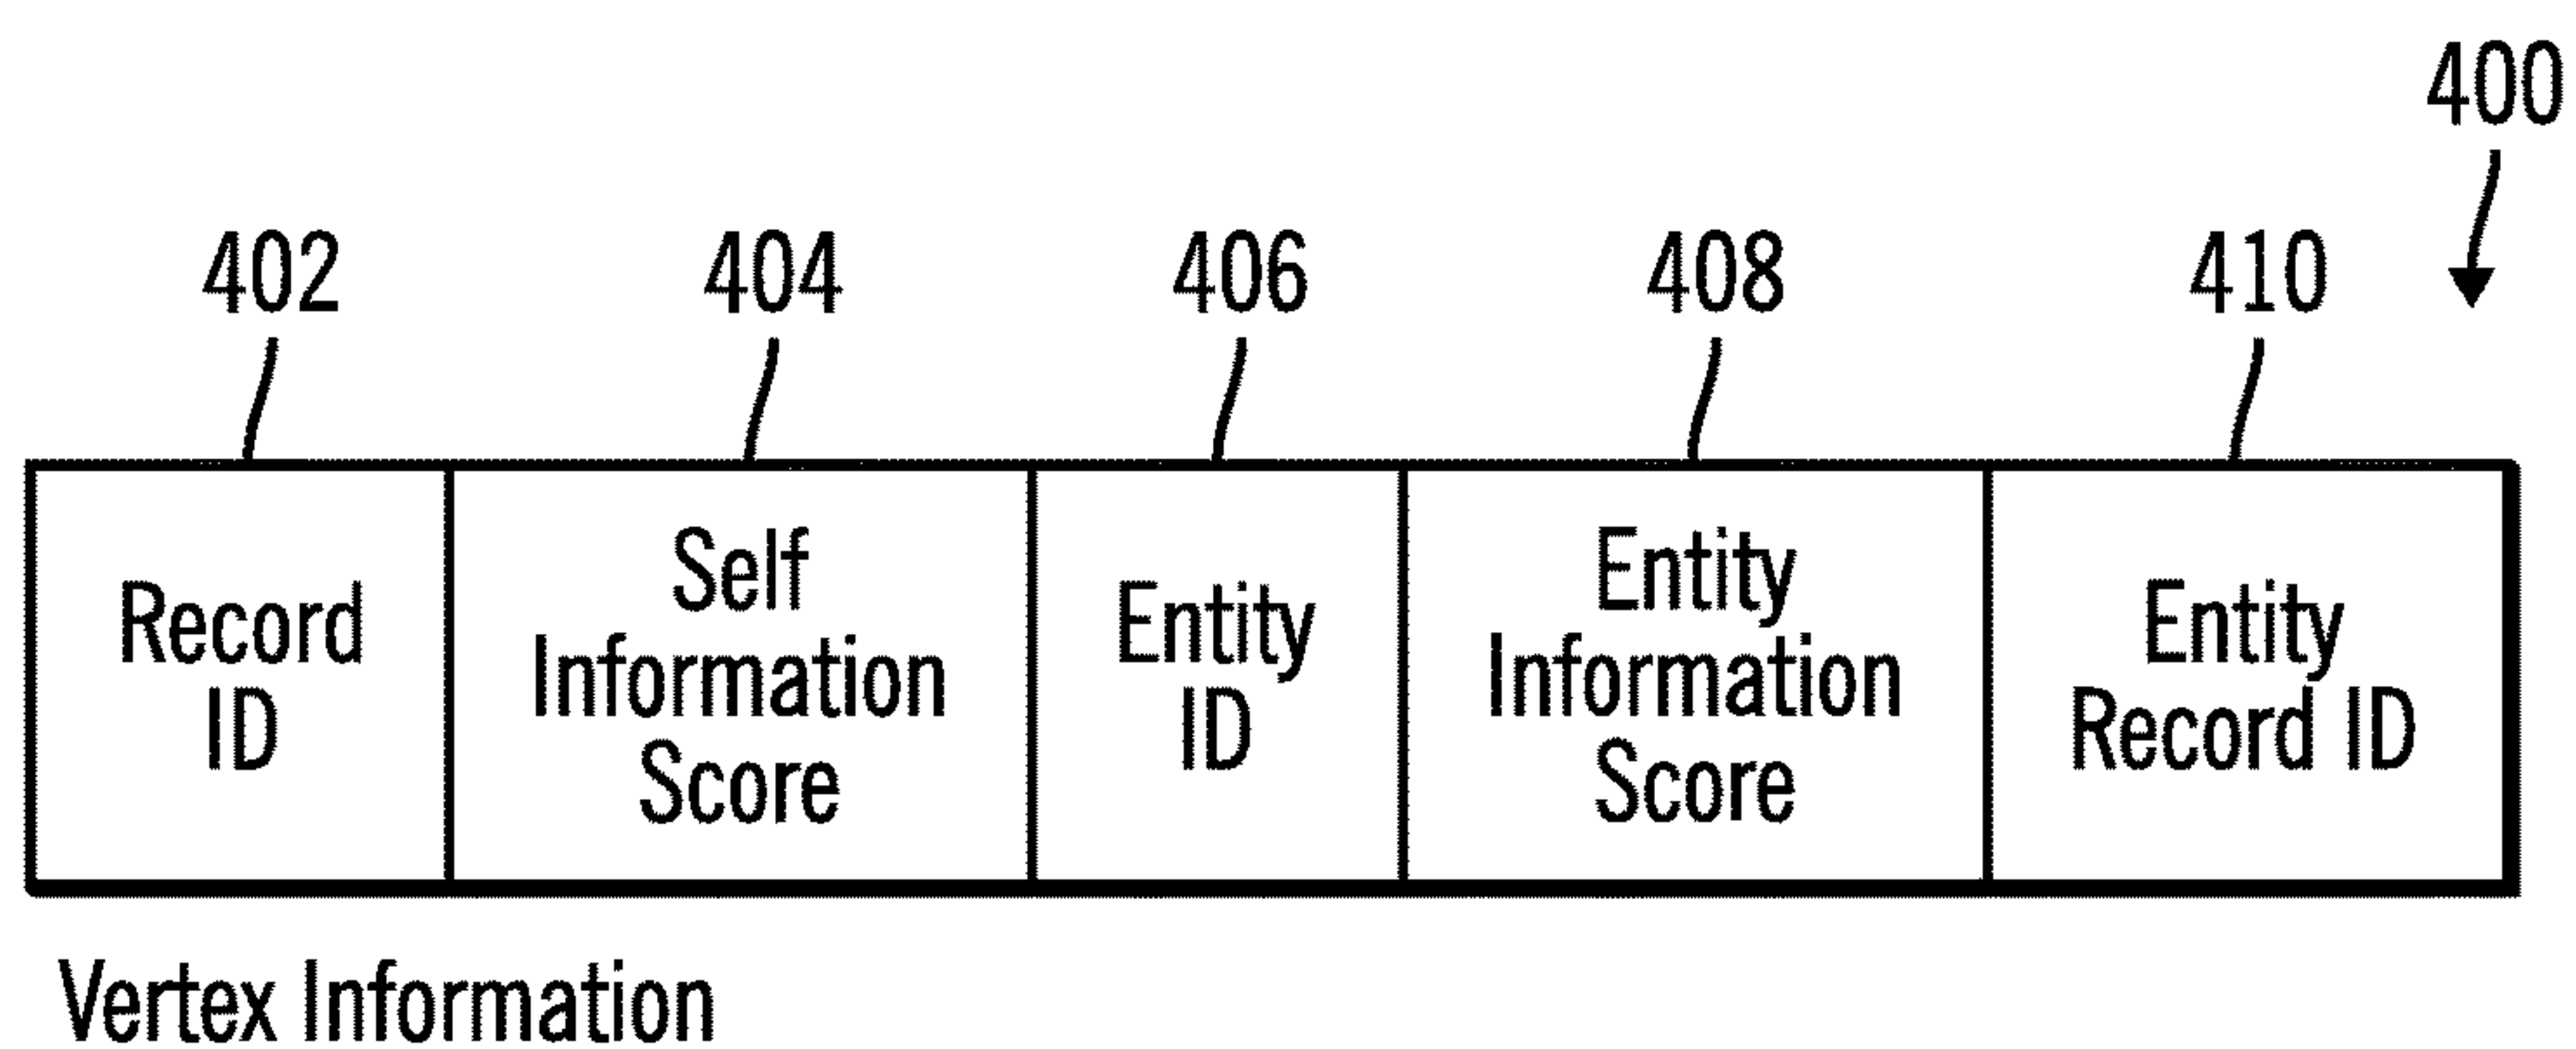 400
402 404 406 408 410
Record
ID
Self
Information
Score
Entity
ID
Entity
Information
Score
Entity
Record ID
Vertex Information